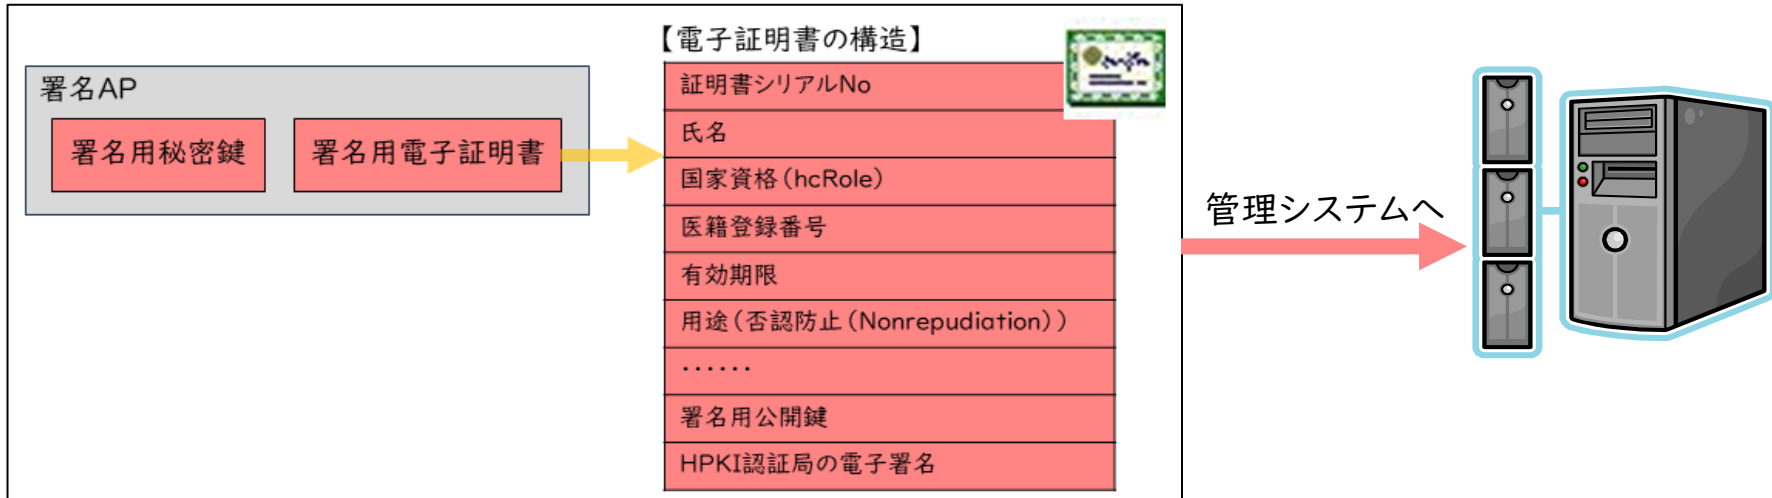 【電子証明書の構造】
署名AP
署名用秘密鍵
署名用電子証明書
証明書シリアルNo
氏名
国家資格(hcRole)
医籍登録番号
有効期限
用途(否認防止(Nonrepudiation))
······
署名用公開鍵
HPKI認証局の電子署名
管理システムへ